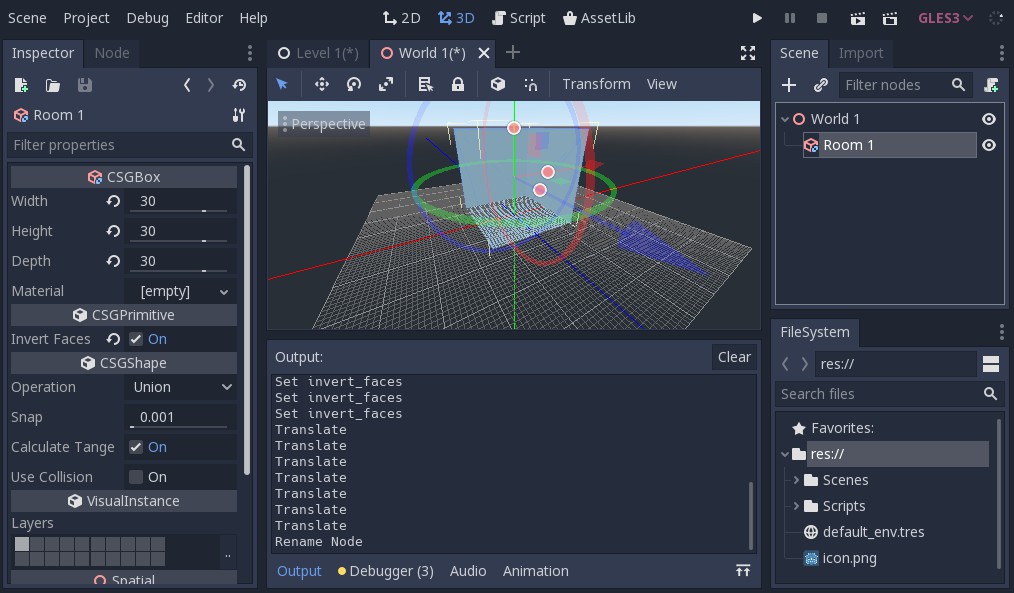 Scene Project Debug Editor Help 2D 3D Script AssetLib GLES3
Inspector Node
Room 1
Filter properties
CSGBox
Width 30
Height 30
Depth 30
Material [empty]
CSGPrimitive
Invert Faces On
CSGShape
Operation Union
Snap 0.001
Calculate Tange On
Use Collision On
VisualInstance
Layers
..
Spatial
Level 1(*) World 1(*)
Transform View
Perspective
Output: Clear
Set invert_faces
Set invert_faces
Set invert_faces
Translate
Translate
Translate
Translate
Translate
Translate
Translate
Rename Node
Output Debugger (3) Audio Animation
Scene Import
Filter nodes
World 1
Room 1
FileSystem
res://
Search files
Favorites:
res://
Scenes
Scripts
default_env.tres
icon.png